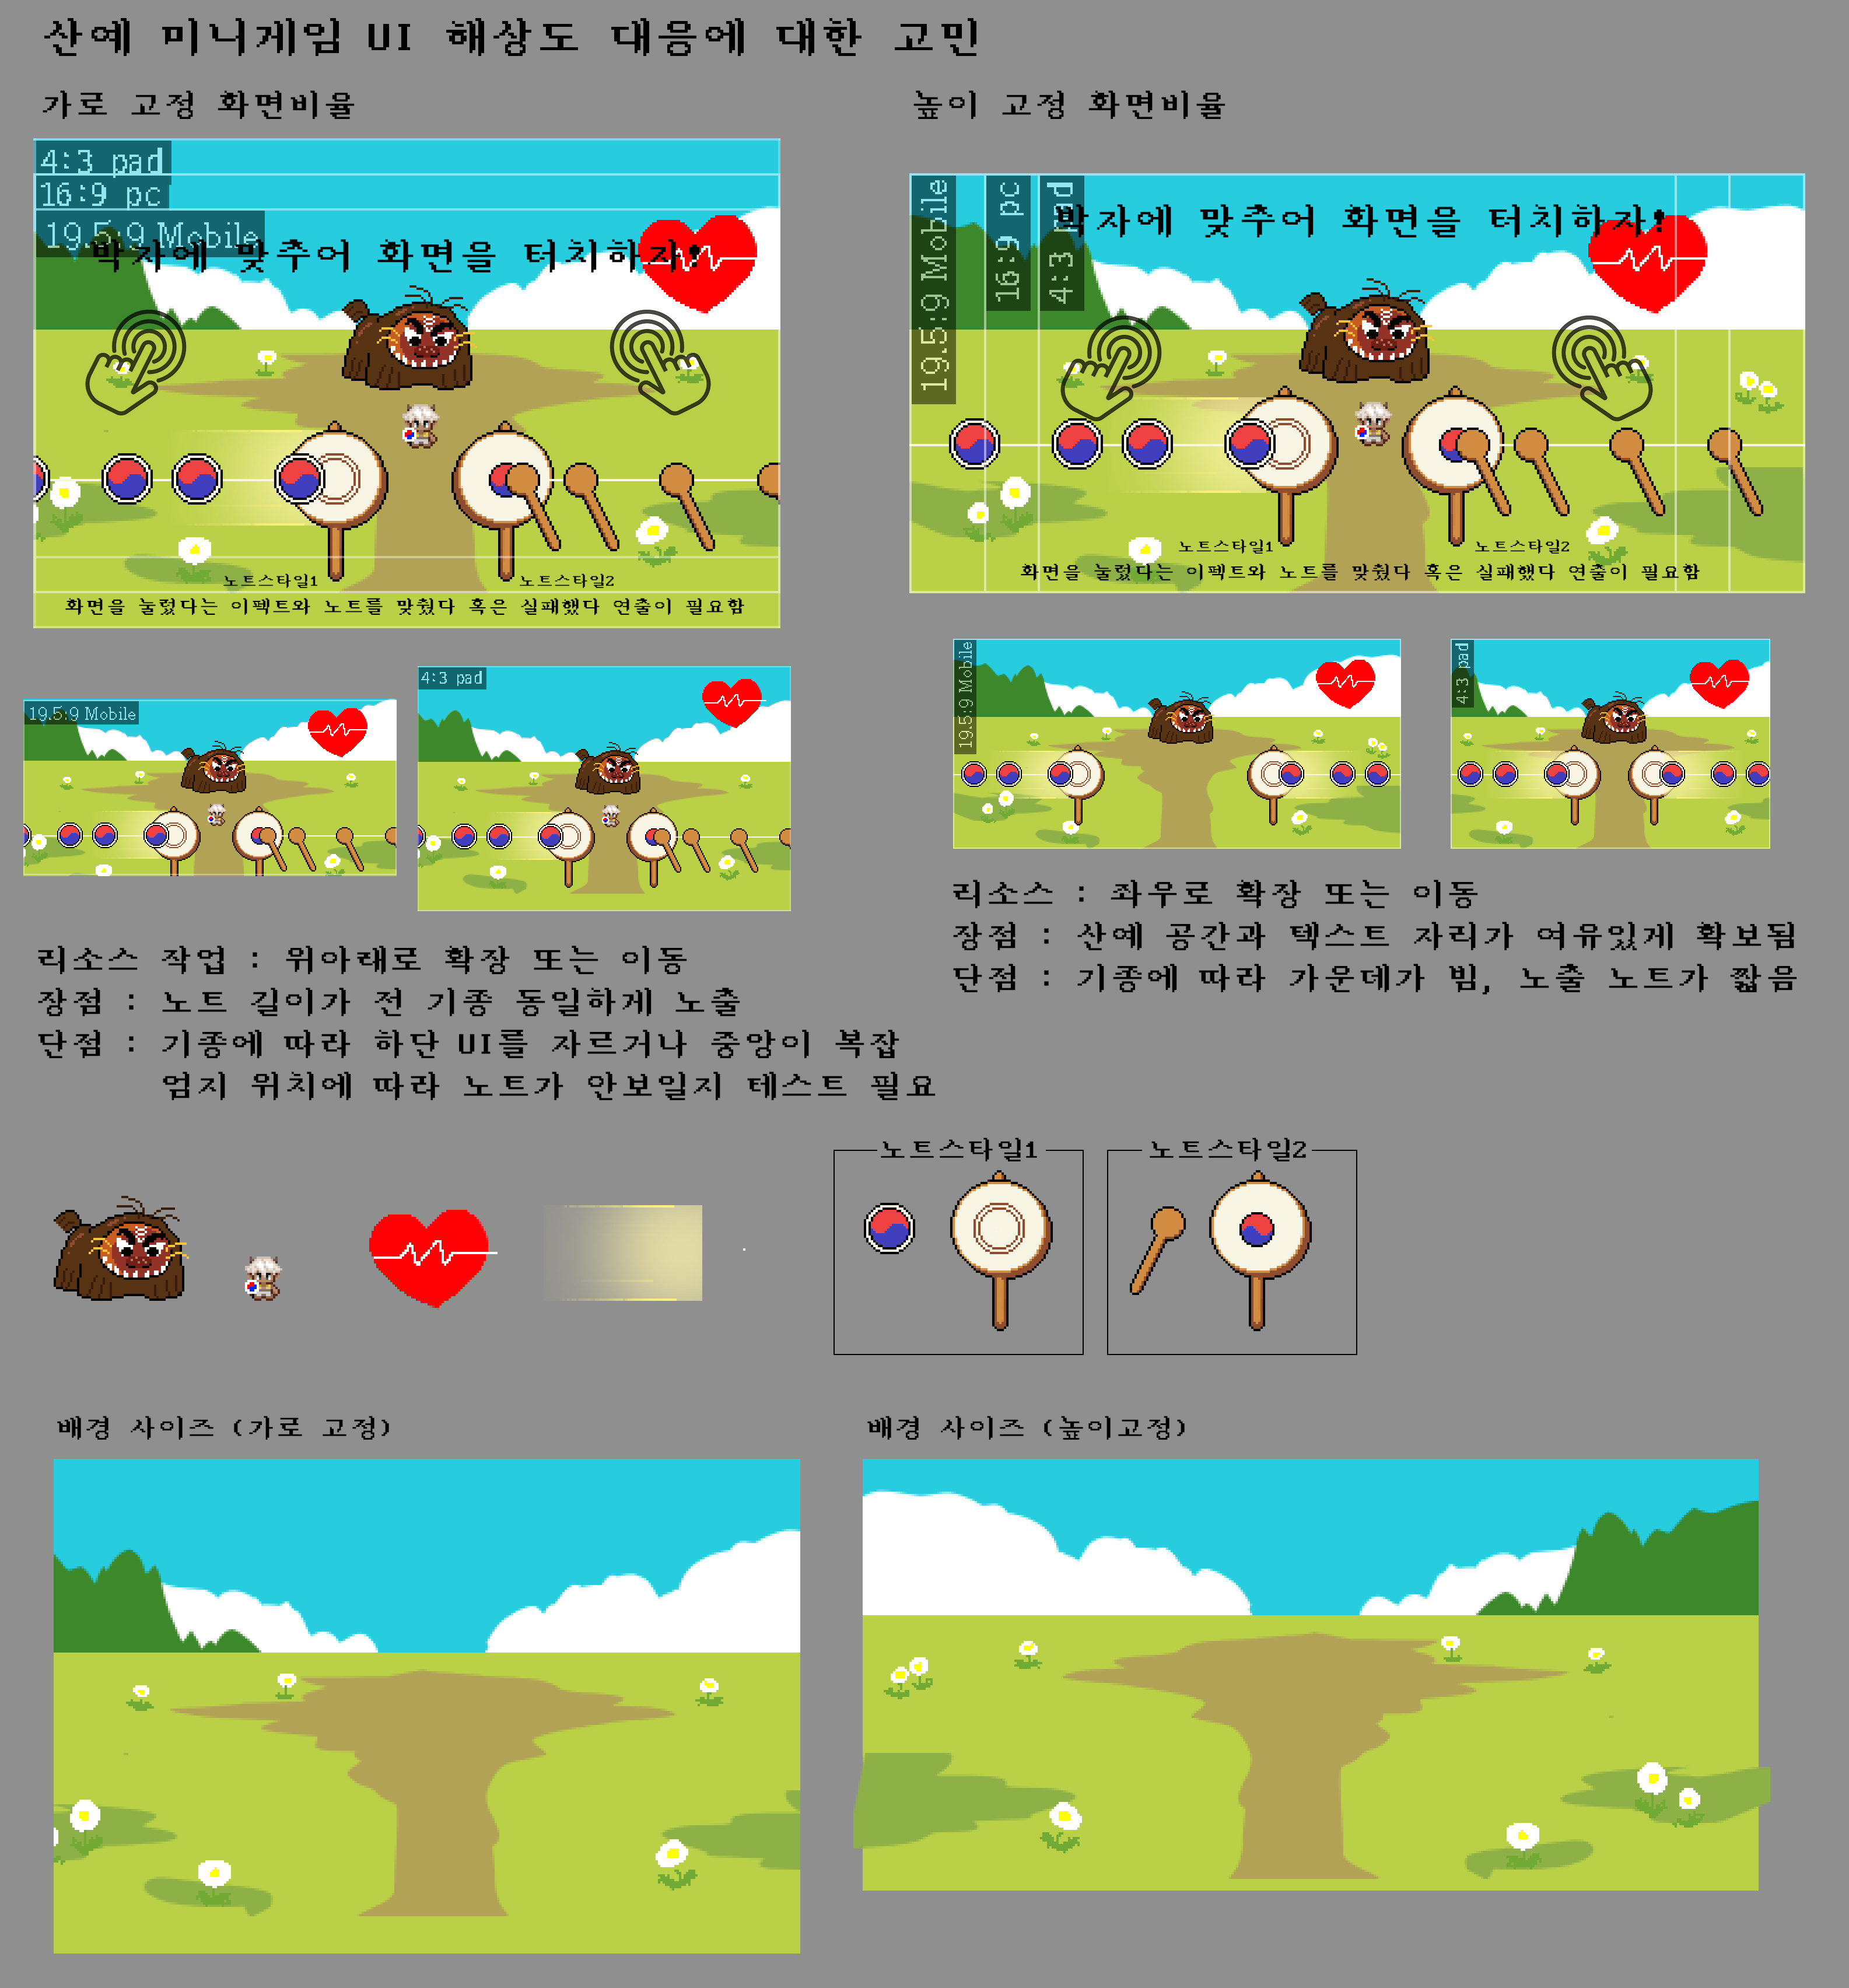 산예 미니게임 UI 해상도 대응에 대한 고민
가로 고정 화면비율
4:3 pad
16:9 pc
19.5:9 Mobile
박자에 맞추어 화면을 터치하자!
노트스타일1
노트스타일2
화면을 눌렀다는 이펙트와 노트를 맞췄다 혹은 실패했다 연출이 필요함
높이 고정 화면비율
19.5:9 Mobile
16:9 pc
4:3 pad
박자에 맞추어 화면을 터치하자!
노트스타일1
노트스타일2
화면을 눌렀다는 이펙트와 노트를 맞췄다 혹은 실패했다 연출이 필요함
19.5:9 Mobile
4:3 pad
19.5:9 Mobile
4:3 pad
리소스 작업 : 위아래로 확장 또는 이동
장점 : 노트 길이가 전 기종 동일하게 노출
단점 : 기종에 따라 하단 UI를 자르거나 중앙이 복잡
엄지 위치에 따라 노트가 안보일지 테스트 필요
리소스 : 좌우로 확장 또는 이동
장점 : 산예 공간과 텍스트 자리가 여유있게 확보됨
단점 : 기종에 따라 가운데가 빔, 노출 노트가 짧음
노트스타일1
노트스타일2
배경 사이즈 (가로 고정)
배경 사이즈 (높이고정)